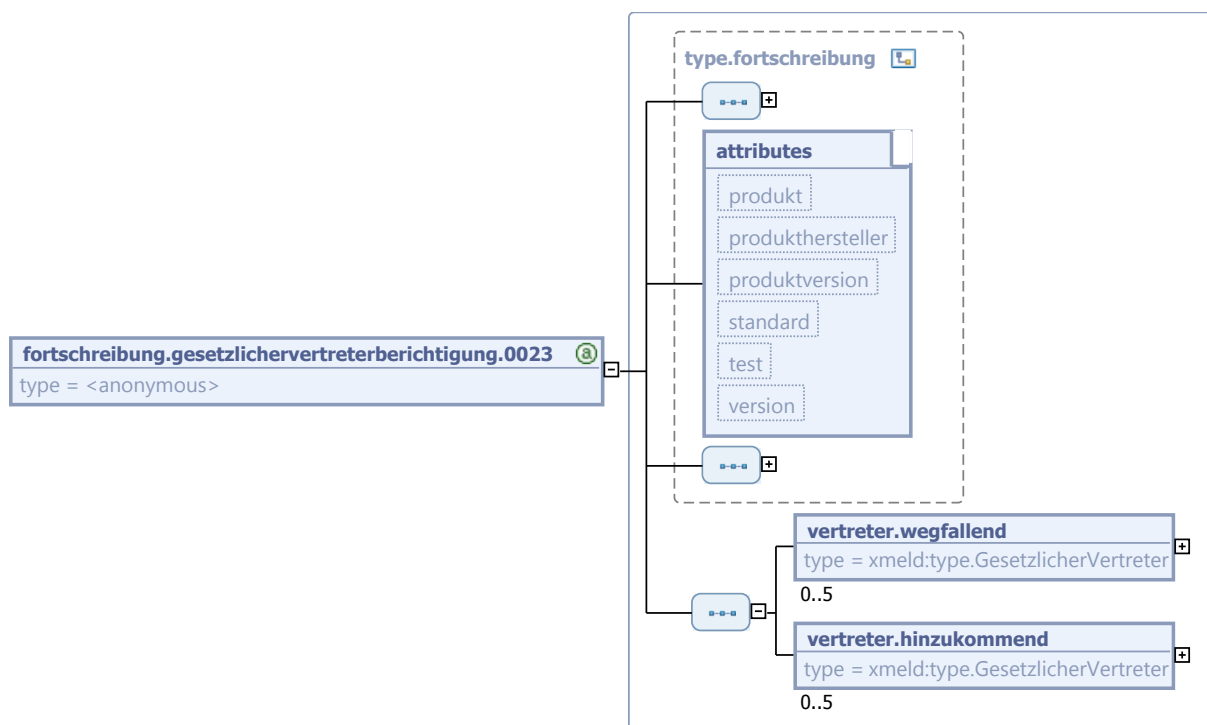 type.fortschreibung
attributes
produkt
produkthersteller
produktversion
standard
test
version
fortschreibung.gesetzlichervertreterberichtigung.0023 a
type = <anonymous>
vertreter.wegfallend
type = xmeld:type.GesetzlicherVertreter
0..5
vertreter.hinzukommend
type = xmeld:type.GesetzlicherVertreter
0..5